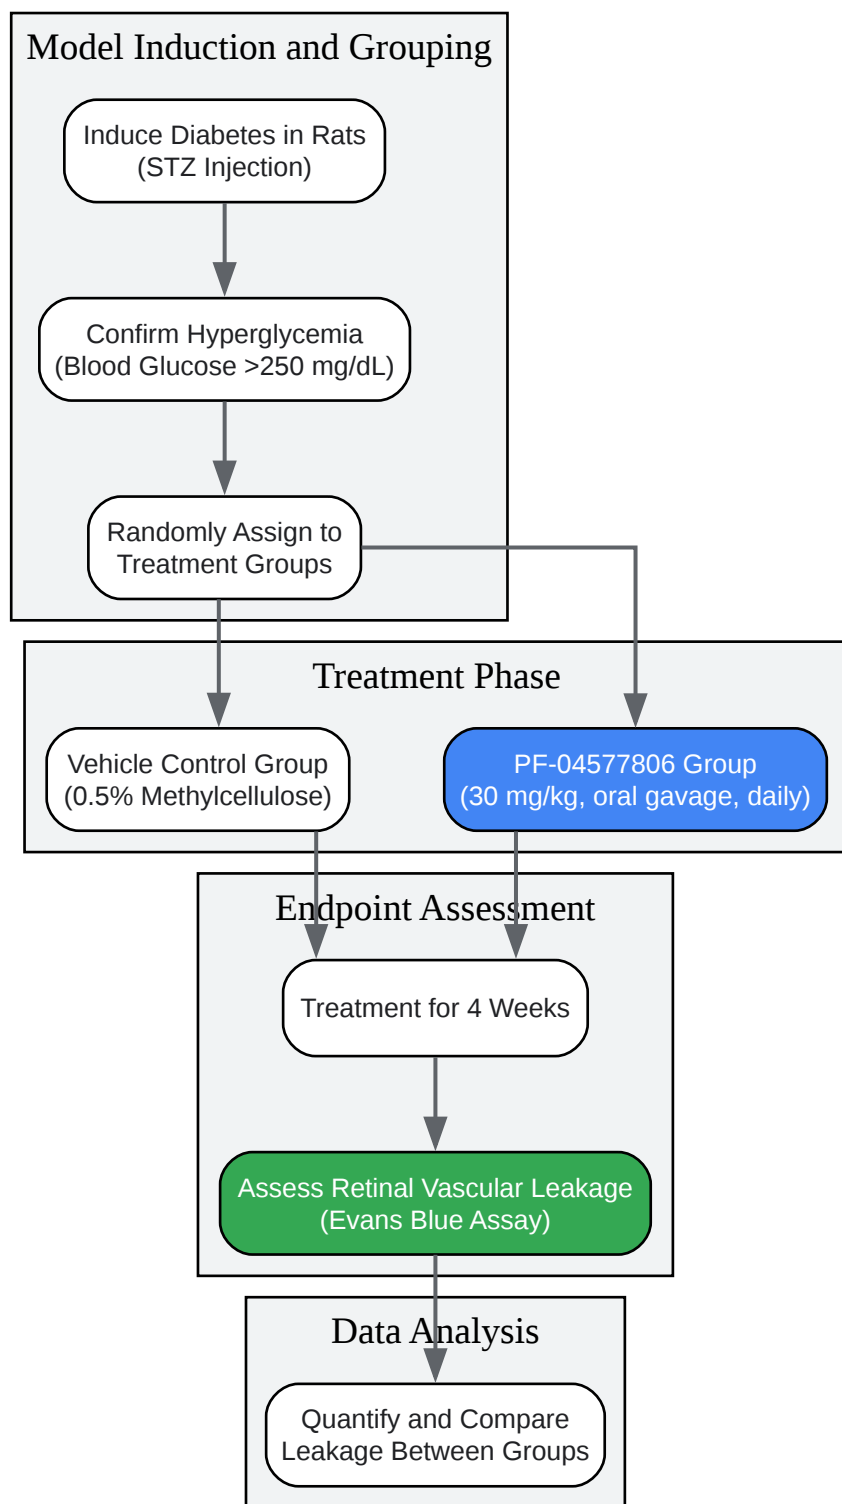 Model Induction and Grouping
Induce Diabetes in Rats
(STZ Injection)
Confirm Hyperglycemia
(Blood Glucose >250 mg/dL)
Randomly Assign to
Treatment Groups
Treatment Phase
Vehicle Control Group
(0.5% Methylcellulose)
PF-04577806 Group
(30 mg/kg, oral gavage, daily)
Endpoint Assessment
Treatment for 4 Weeks
Assess Retinal Vascular Leakage
(Evans Blue Assay)
Data Analysis
Quantify and Compare
Leakage Between Groups